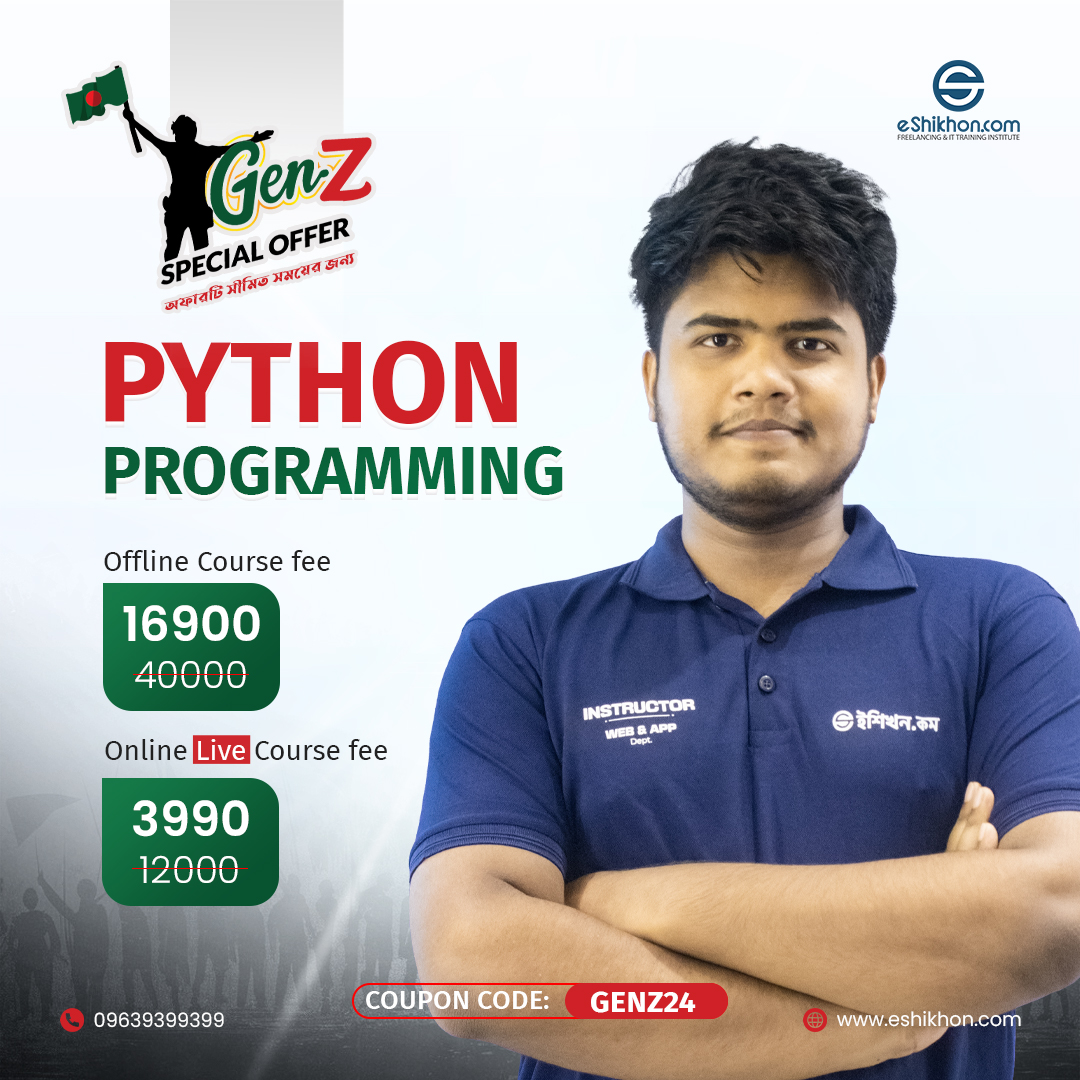 eShikhon.com
FREELANCING & IT TRAINING INSTITUTE
Gen-Z
SPECIAL OFFER
অফারটি সীমিত সময়ের জন্য
PYTHON
PROGRAMMING
Offline Course fee
16900
40000
Online Live Course fee
3990
12000
INSTRUCTOR
WEB & APP
Dept.
ইশিখন.কম
COUPON CODE: GENZ24
09639399399
www.eshikhon.com